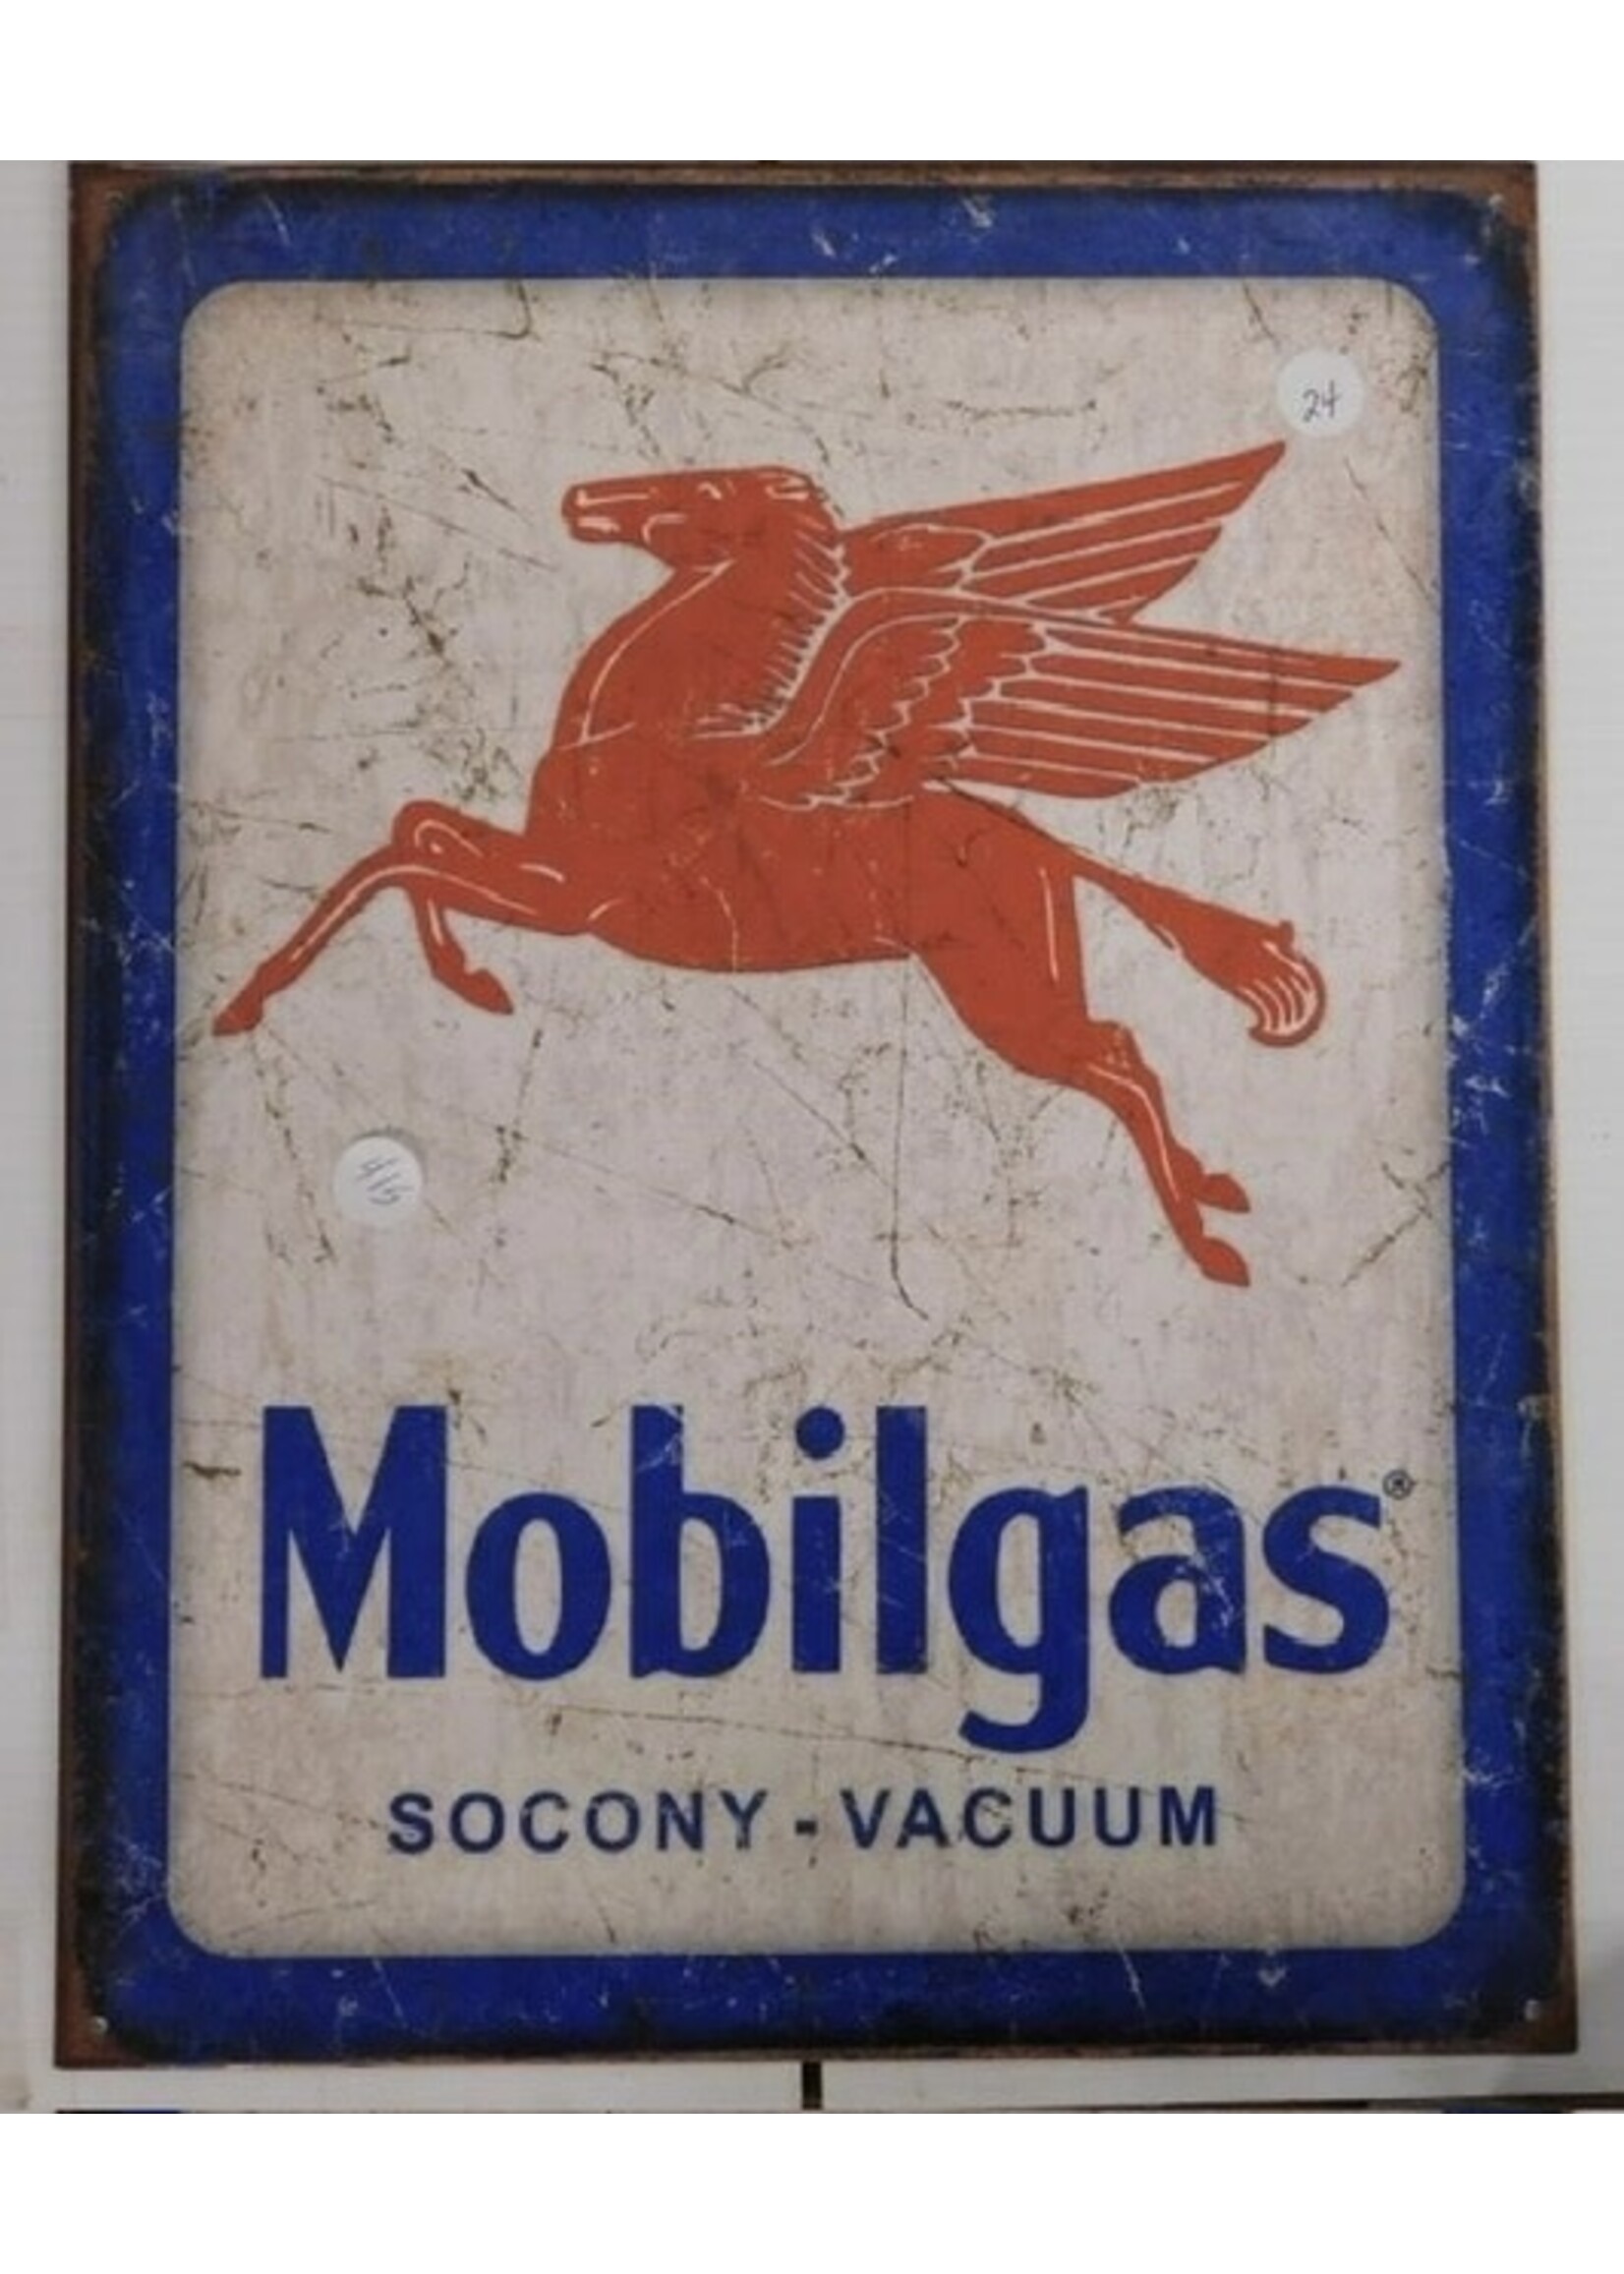 24
Mobilgas®
SOCONY - VACUUM